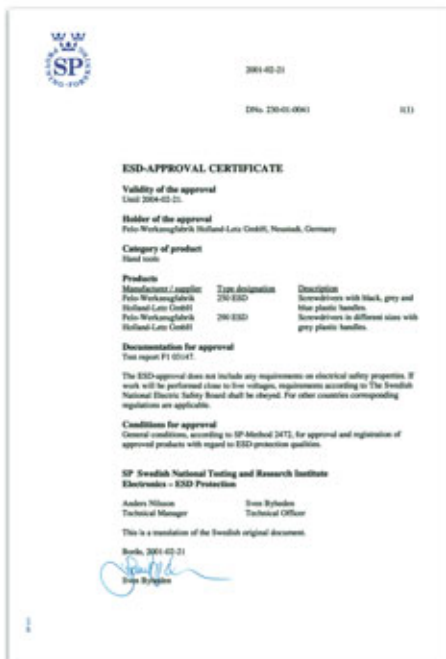 SP
2001-02-21
DNo. 250-01-0041 1(1)
ESD-APPROVAL CERTIFICATE
Validity of the approval
Until 2004-02-21.
Holder of the approval
Felo-Werkzeugfabrik Holland-Letz GmbH, Neustadt, Germany
Category of product
Hand tools
Products
Manufacturer / supplier Type designation Description
Felo-Werkzeugfabrik 250 ESD Screwdrivers with black, grey and
Holland-Letz GmbH blue plastic handles.
Felo-Werkzeugfabrik 290 ESD Screwdrivers in different sizes with
Holland-Letz GmbH grey plastic handles.
Documentation for approval
Test report F1 03147.
The ESD-approval does not include any requirements on electrical safety properties. If
work will be performed close to live voltages, requirements according to The Swedish
National Electric Safety Board shall be obeyed. For other countries corresponding
regulations are applicable.
Conditions for approval
General conditions, according to SP-Method 2472, for approval and registration of
approved products with regard to ESD-protection qualities.
SP Swedish National Testing and Research Institute
Electronics – ESD Protection
Anders Nilsson Sven Byheden
Technical Manager Technical Officer
This is a translation of the Swedish original document.
Borås, 2001-02-21
Sven Byheden